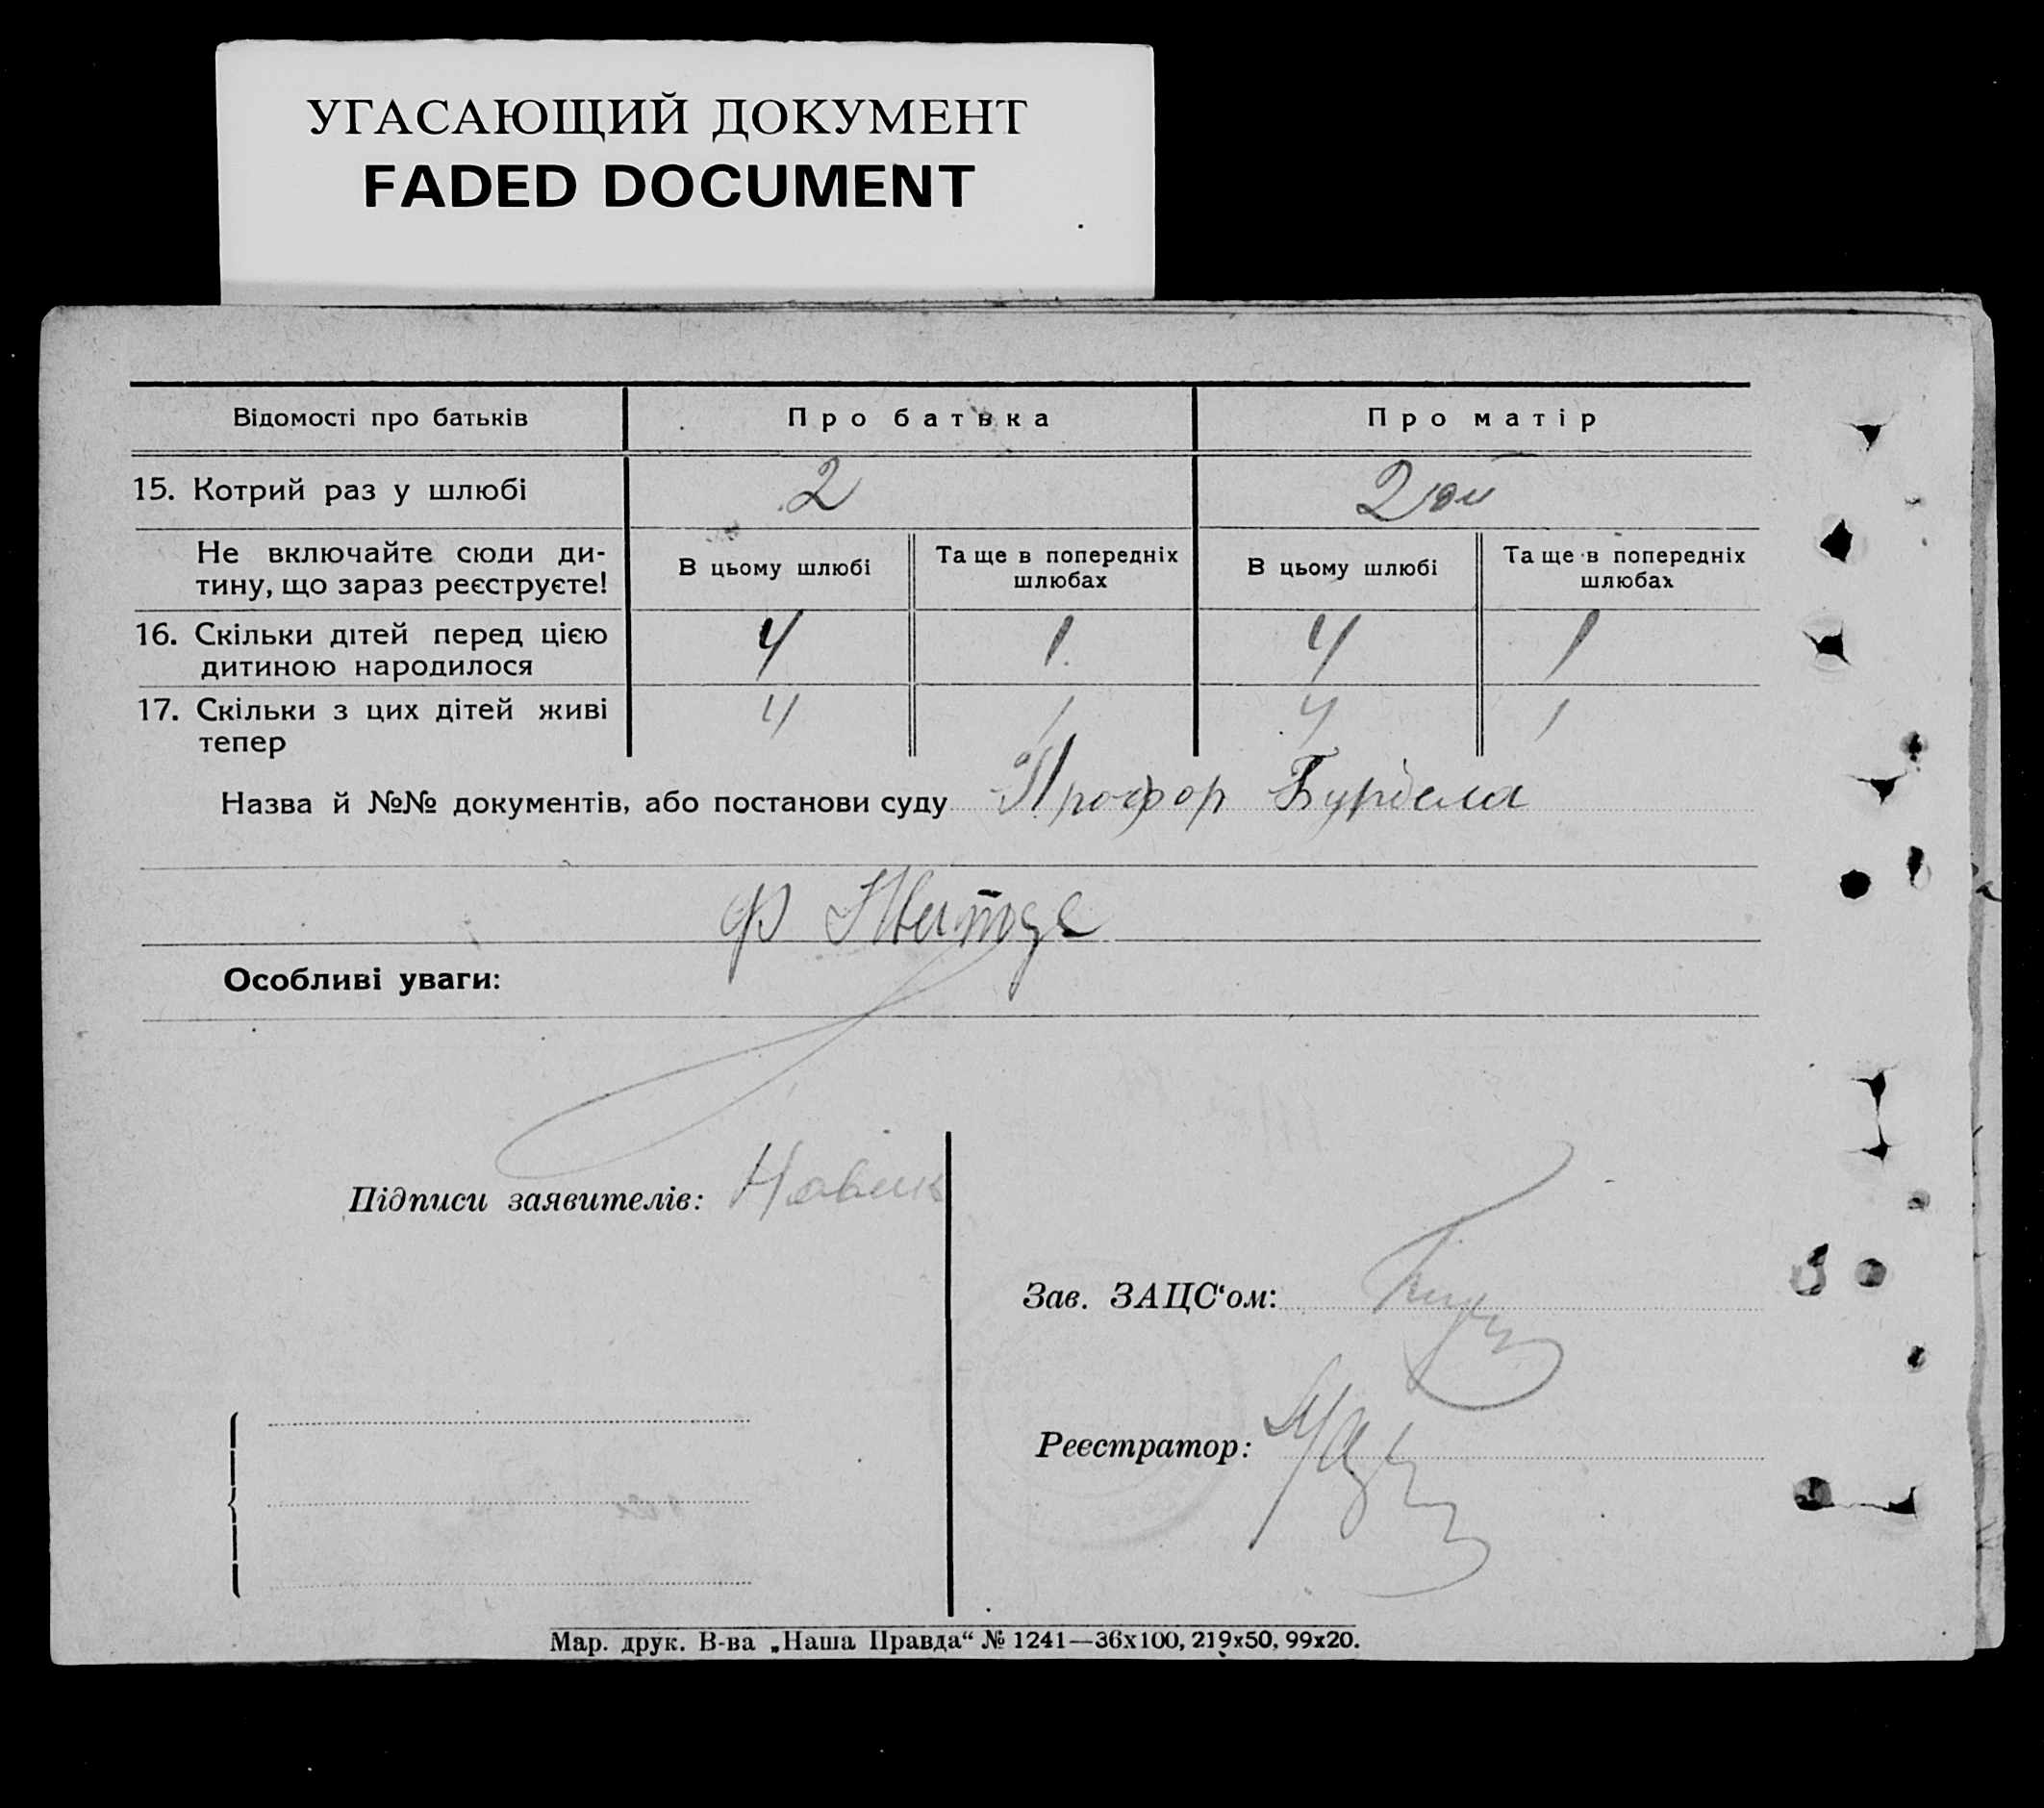 УГАСАЮЩИЙ ДОКУМЕНТ
FADED DOCUMENT
Відомості про батьків Про батька Про матір
15. Котрий раз у шлюбі 2 2ой
Не включайте сюди ди-
тину, що зараз реєструєте!
В цьому шлюбі Та ще в попередніх шлюбах В цьому шлюбі Та ще в попередніх шлюбах
16. Скільки дітей перед цією
дитиною народилося 4 1 4 1
17. Скільки з цих дітей живі
тепер 4 1 4 1
Назва й №№ документів, або постанови суду
Особливі уваги:
Підписи заявителів: Новик
Зав. ЗАЦС‘ом:
Реєстратор:
Мар. друк. В-ва „Наша Правда“ № 1241—36х100, 219х50, 99х20.